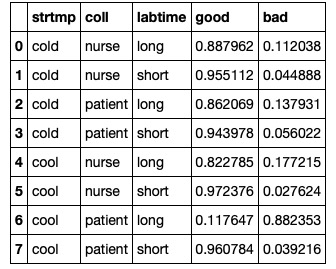 strtmp coll labtime good bad
0 cold nurse long 0.887962 0.112038
1 cold nurse short 0.955112 0.044888
2 cold patient long 0.862069 0.137931
3 cold patient short 0.943978 0.056022
4 cool nurse long 0.822785 0.177215
5 cool nurse short 0.972376 0.027624
6 cool patient long 0.117647 0.882353
7 cool patient short 0.960784 0.039216